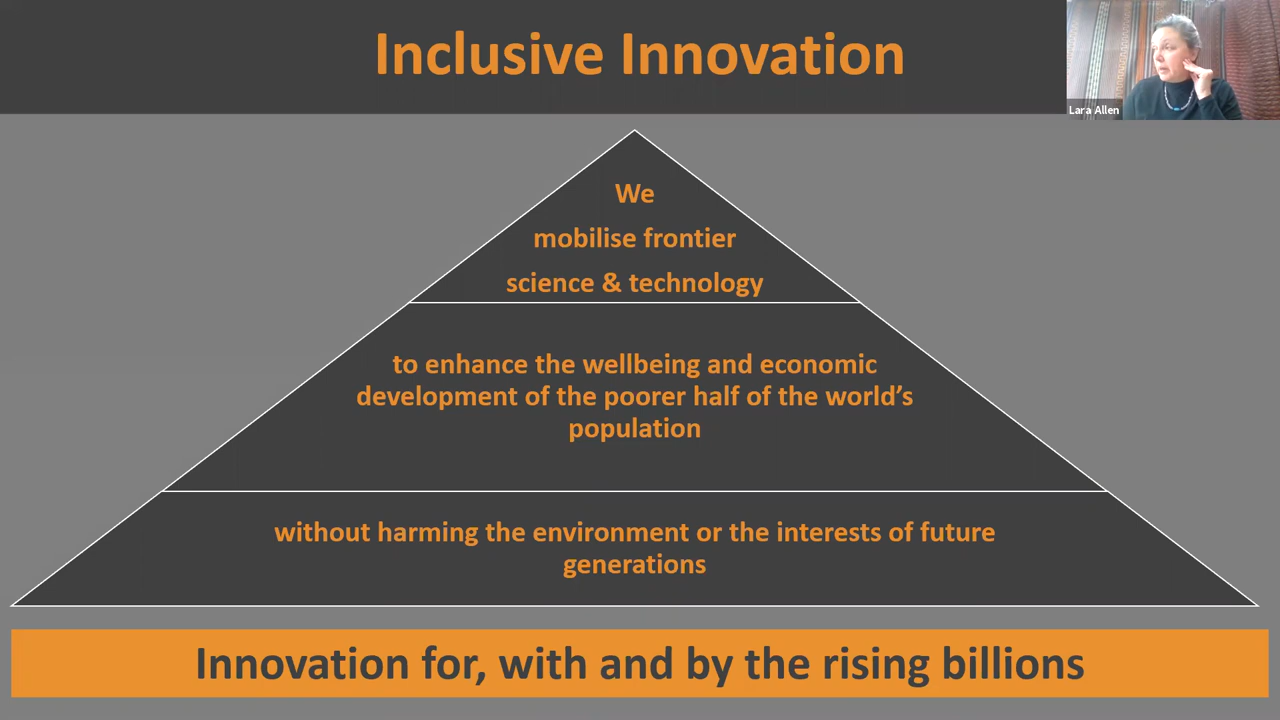 Inclusive Innovation
Lara Allen
We
mobilise frontier
science & technology
to enhance the wellbeing and economic
development of the poorer half of the world’s
population
without harming the environment or the interests of future
generations
Innovation for, with and by the rising billions